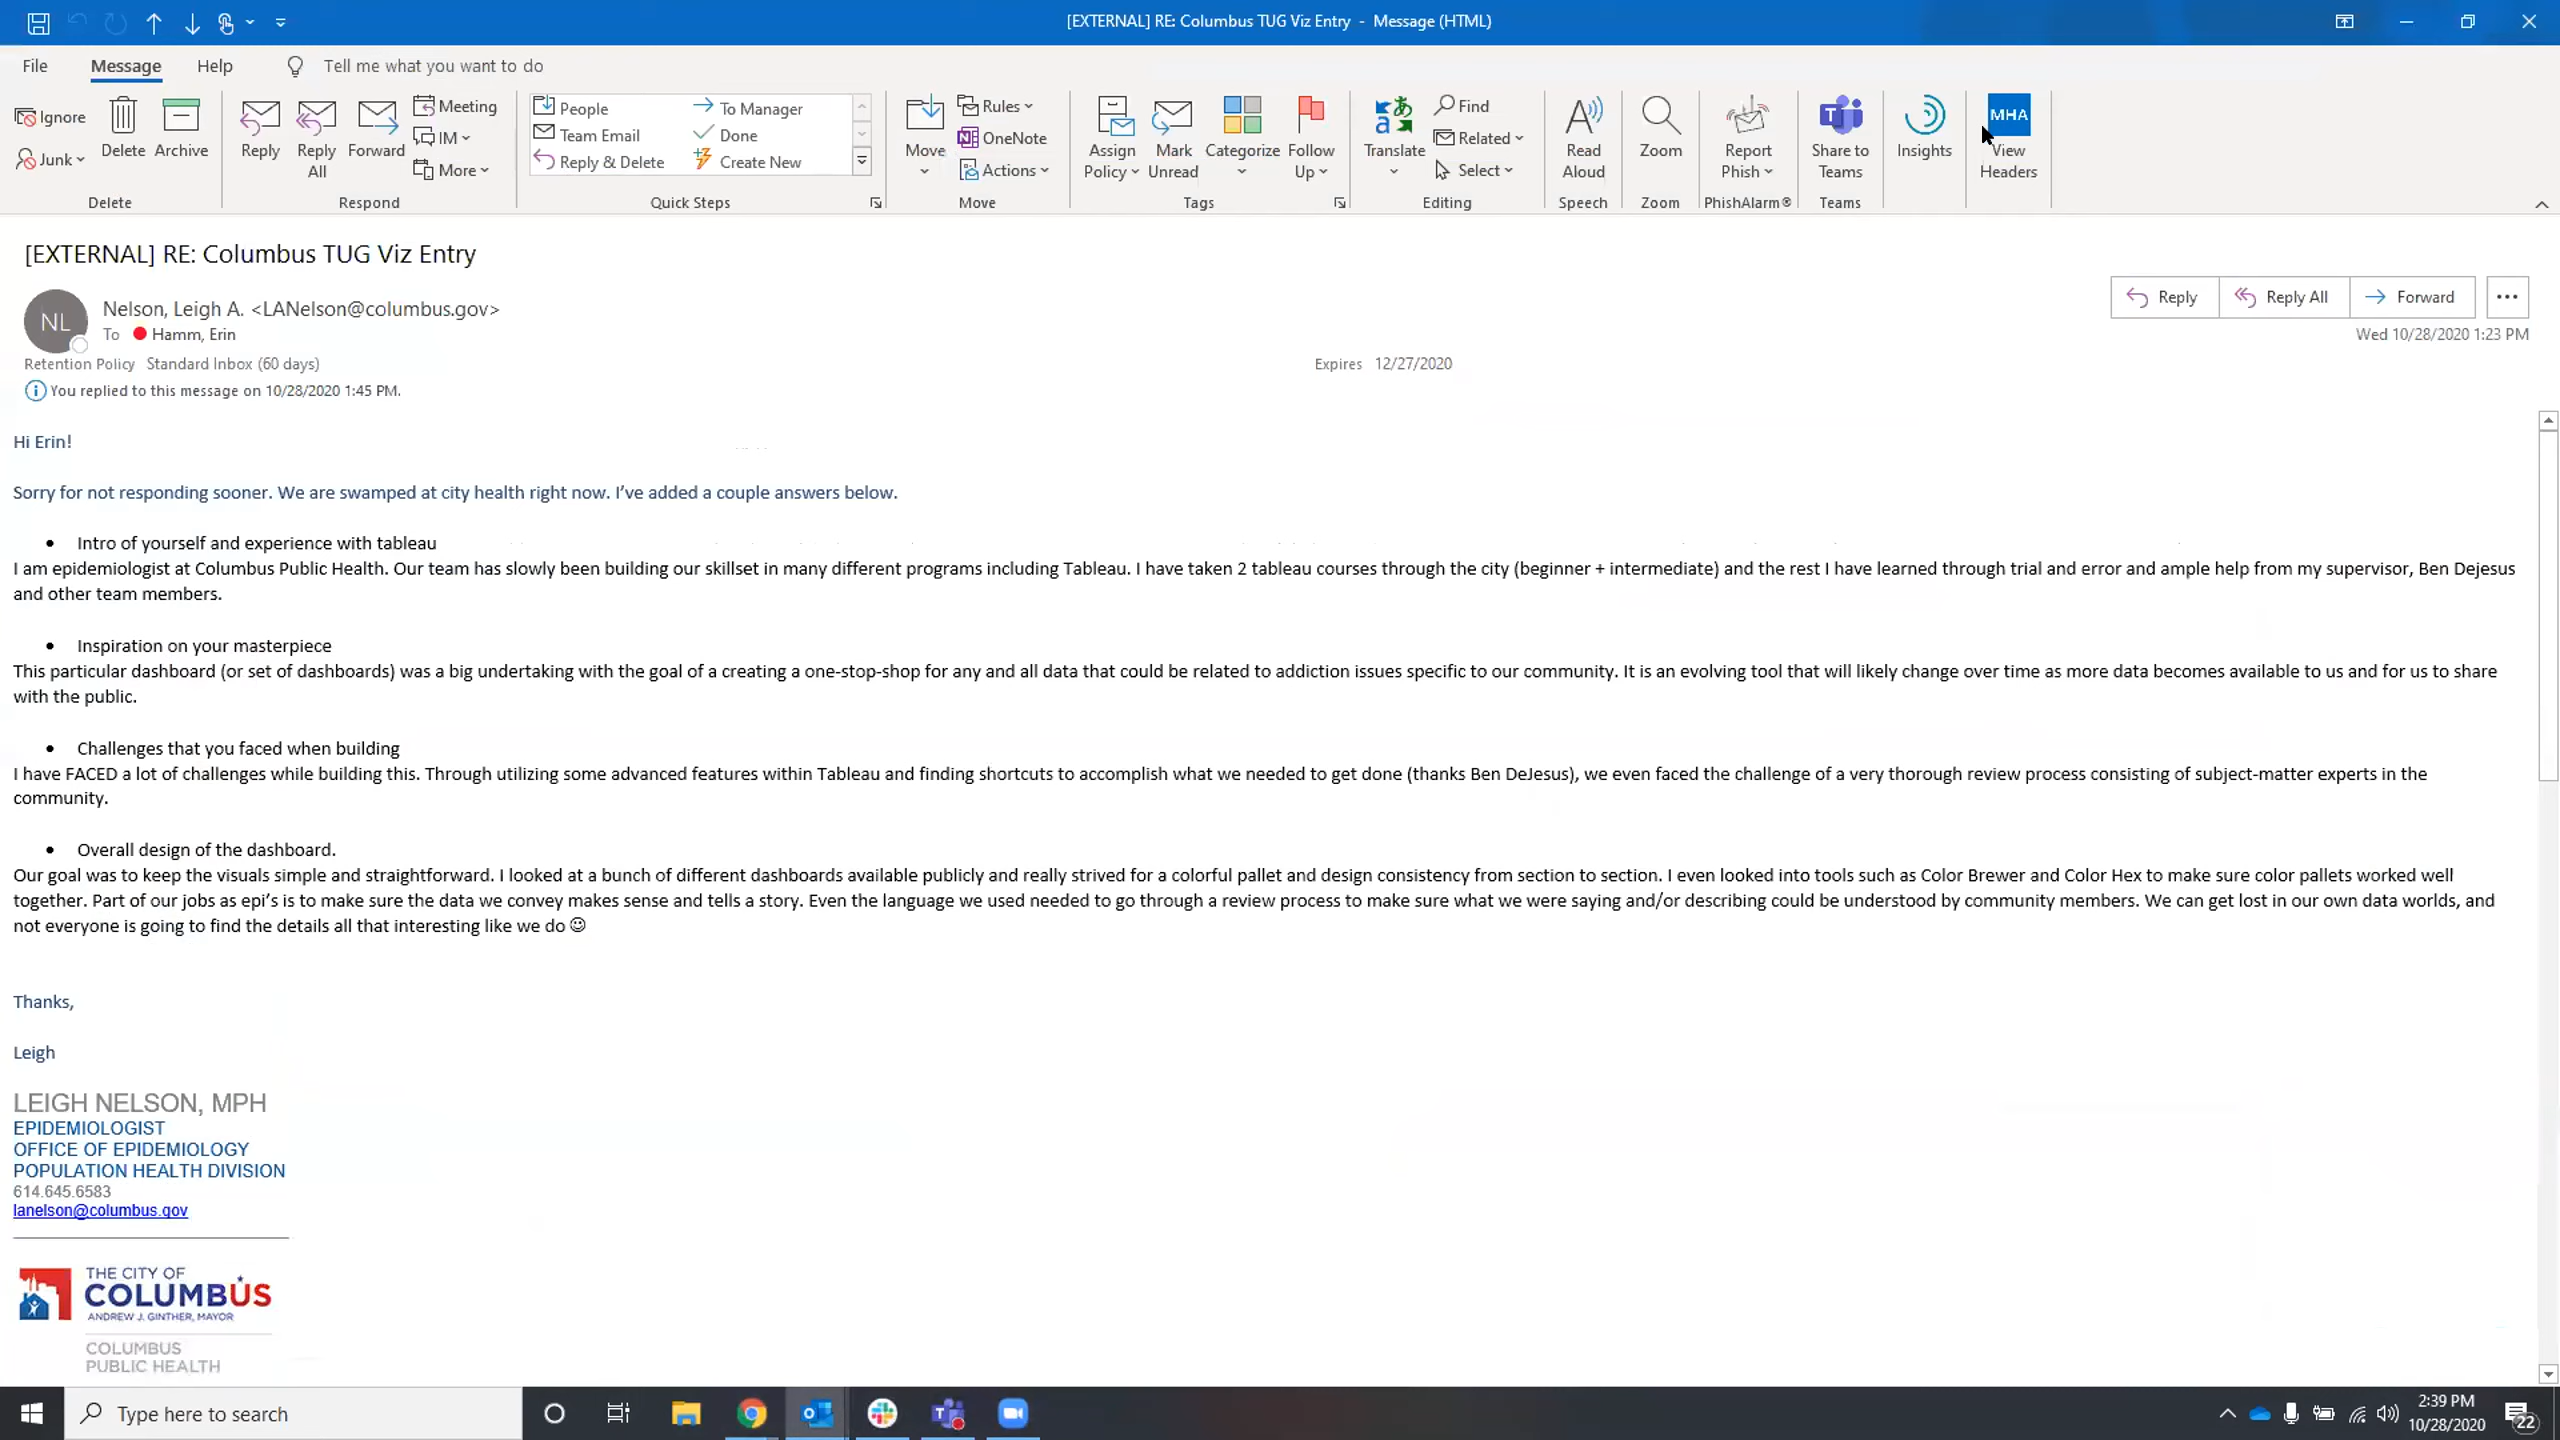 [EXTERNAL] RE: Columbus TUG Viz Entry - Message (HTML)
File Message Help Tell me what you want to do
Ignore
Junk
Delete
Archive
Delete
Reply
Reply All
Forward
Meeting
IM
More
Respond
People
Team Email
Reply & Delete
To Manager
Done
Create New
Quick Steps
Move
Rules
OneNote
Actions
Move
Assign Policy
Mark Unread
Categorize
Follow Up
Tags
Translate
Find
Related
Select
Editing
Read Aloud
Speech
Zoom
Zoom
Report Phish
PhishAlarm®
Share to Teams
Teams
Insights
MHA
View Headers
[EXTERNAL] RE: Columbus TUG Viz Entry
NL
Nelson, Leigh A. <LANelson@columbus.gov>
To Hamm, Erin
Reply Reply All Forward
Wed 10/28/2020 1:23 PM
Retention Policy Standard Inbox (60 days) Expires 12/27/2020
You replied to this message on 10/28/2020 1:45 PM.
Hi Erin!
Sorry for not responding sooner. We are swamped at city health right now. I've added a couple answers below.
• Intro of yourself and experience with tableau
I am epidemiologist at Columbus Public Health. Our team has slowly been building our skillset in many different programs including Tableau. I have taken 2 tableau courses through the city (beginner + intermediate) and the rest I have learned through trial and error and ample help from my supervisor, Ben Dejesus
and other team members.
• Inspiration on your masterpiece
This particular dashboard (or set of dashboards) was a big undertaking with the goal of a creating a one-stop-shop for any and all data that could be related to addiction issues specific to our community. It is an evolving tool that will likely change over time as more data becomes available to us and for us to share
with the public.
• Challenges that you faced when building
I have FACED a lot of challenges while building this. Through utilizing some advanced features within Tableau and finding shortcuts to accomplish what we needed to get done (thanks Ben DeJesus), we even faced the challenge of a very thorough review process consisting of subject-matter experts in the
community.
• Overall design of the dashboard.
Our goal was to keep the visuals simple and straightforward. I looked at a bunch of different dashboards available publicly and really strived for a colorful pallet and design consistency from section to section. I even looked into tools such as Color Brewer and Color Hex to make sure color pallets worked well
together. Part of our jobs as epi's is to make sure the data we convey makes sense and tells a story. Even the language we used needed to go through a review process to make sure what we were saying and/or describing could be understood by community members. We can get lost in our own data worlds, and
not everyone is going to find the details all that interesting like we do ☺
Thanks,
Leigh
LEIGH NELSON, MPH
EPIDEMIOLOGIST
OFFICE OF EPIDEMIOLOGY
POPULATION HEALTH DIVISION
614.645.6583
lanelson@columbus.gov
THE CITY OF
COLUMBUS
ANDREW J. GINTHER, MAYOR
COLUMBUS
PUBLIC HEALTH
Type here to search
2:39 PM
10/28/2020
22